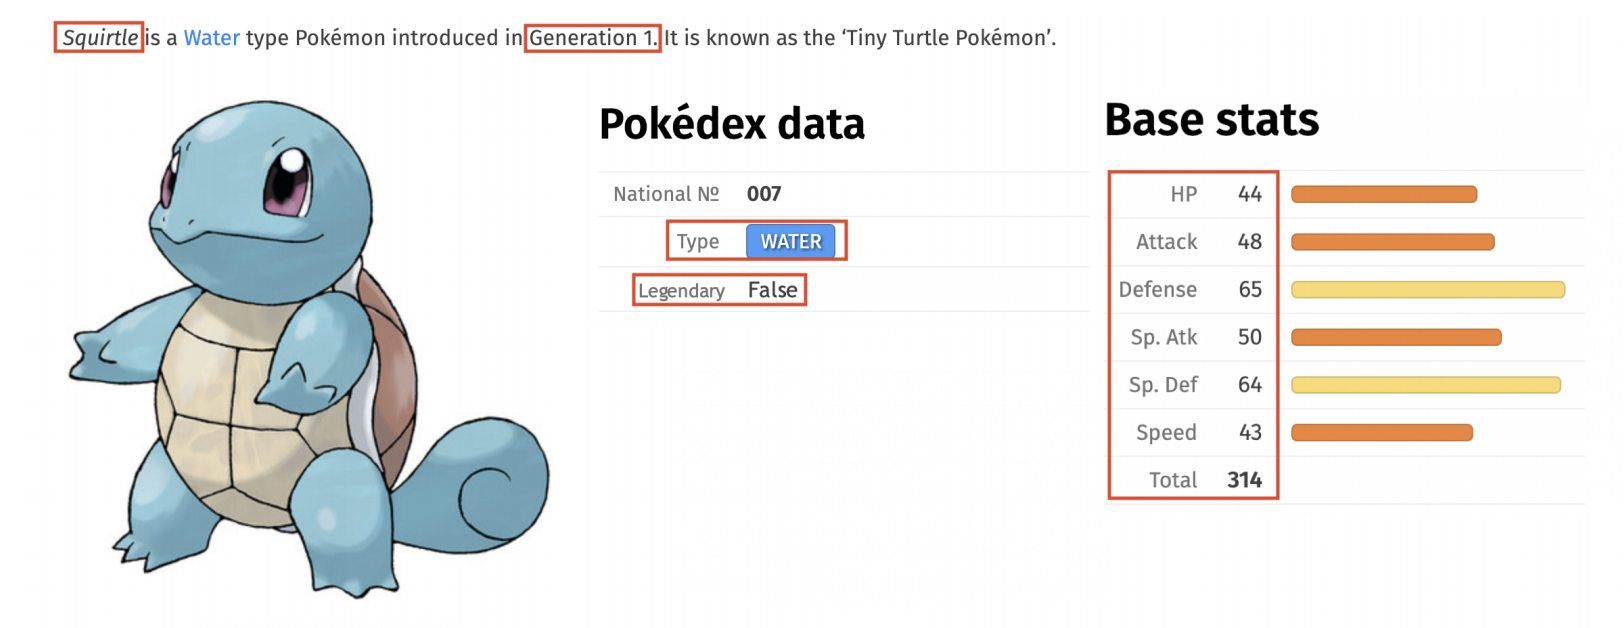 Squirtle is a Water type Pokémon introduced in Generation 1. It is known as the ‘Tiny Turtle Pokémon’.
Pokédex data
National № 007
Type WATER
Legendary False
Base stats
HP 44
Attack 48
Defense 65
Sp. Atk 50
Sp. Def 64
Speed 43
Total 314